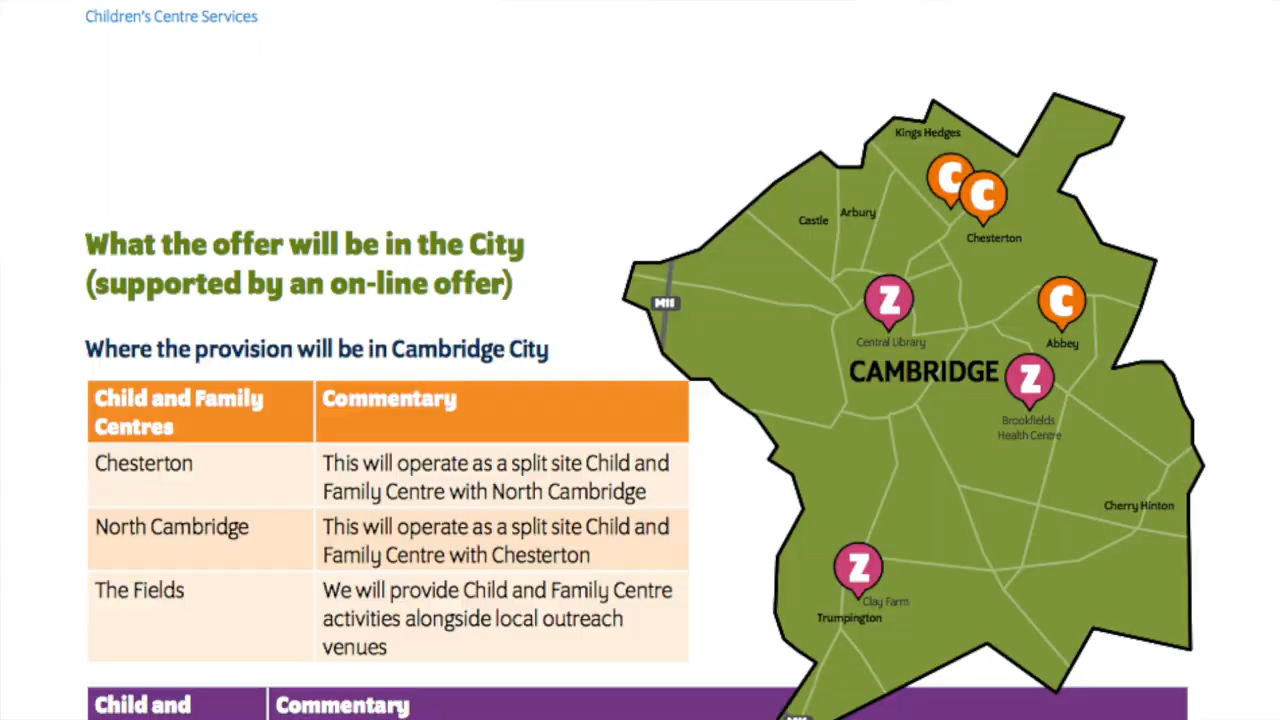 Children's Centre Services
What the offer will be in the City
(supported by an on-line offer)
Where the provision will be in Cambridge City
Child and Family
Centres
Commentary
Chesterton
This will operate as a split site Child and
Family Centre with North Cambridge
North Cambridge
This will operate as a split site Child and
Family Centre with Chesterton
The Fields
We will provide Child and Family Centre
activities alongside local outreach
venues
Child and
Commentary
Kings Hedges
C
C
Castle
Arbury
Chesterton
M11
Z
Central Library
C
Abbey
CAMBRIDGE
Z
Brookfields
Health Centre
Cherry Hinton
Z
Clay Farm
Trumpington